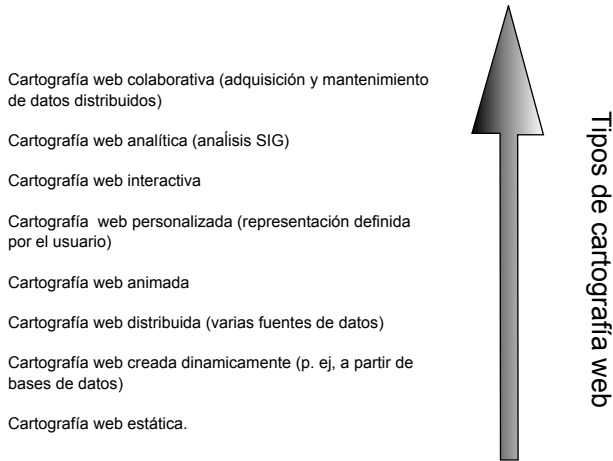 Cartografía web colaborativa (adquisición y mantenimiento
de datos distribuidos)
Cartografía web analítica (anaĺisis SIG)
Cartografía web interactiva
Cartografía  web personalizada (representación definida
por el usuario)
Cartografía web animada
Cartografía web distribuida (varias fuentes de datos)
Cartografía web creada dinamicamente (p. ej, a partir de
bases de datos)
Cartografía web estática.
Tipos de cartografía web